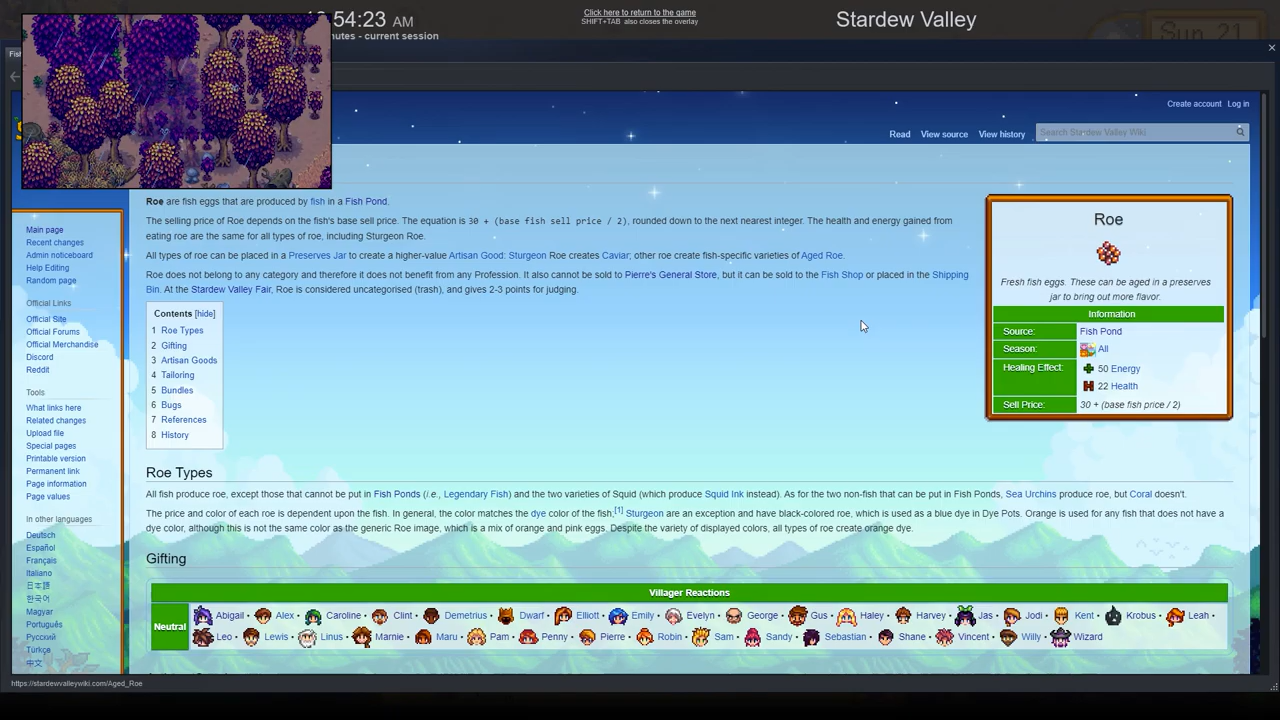 10:54:23 AM
minutes - current session
Click here to return to the game
SHIFT+TAB also closes the overlay
Stardew Valley
Sun. 21
Create account Log in
Read View source View history Search Stardew Valley Wiki
Roe are fish eggs that are produced by fish in a Fish Pond.
The selling price of Roe depends on the fish's base sell price. The equation is 30 + (base fish sell price / 2), rounded down to the next nearest integer. The health and energy gained from
eating roe are the same for all types of roe, including Sturgeon Roe.
All types of roe can be placed in a Preserves Jar to create a higher-value Artisan Good: Sturgeon Roe creates Caviar; other roe create fish-specific varieties of Aged Roe.
Roe does not belong to any category and therefore it does not benefit from any Profession. It also cannot be sold to Pierre's General Store, but it can be sold to the Fish Shop or placed in the Shipping
Bin. At the Stardew Valley Fair, Roe is considered uncategorised (trash), and gives 2-3 points for judging.
Contents [hide]
1 Roe Types
2 Gifting
3 Artisan Goods
4 Tailoring
5 Bundles
6 Bugs
7 References
8 History
Roe
Fresh fish eggs. These can be aged in a preserves
jar to bring out more flavor.
Information
Source: Fish Pond
Season: All
Healing Effect: 50 Energy
22 Health
Sell Price: 30 + (base fish price / 2)
Main page
Recent changes
Admin noticeboard
Help Editing
Random page
Official Links
Official Site
Official Forums
Official Merchandise
Discord
Reddit
Tools
What links here
Related changes
Upload file
Special pages
Printable version
Permanent link
Page information
Page values
In other languages
Deutsch
Español
Français
Italiano
日本語
한국어
Magyar
Português
Русский
Türkçe
中文
Roe Types
All fish produce roe, except those that cannot be put in Fish Ponds (i.e., Legendary Fish) and the two varieties of Squid (which produce Squid Ink instead). As for the two non-fish that can be put in Fish Ponds, Sea Urchins produce roe, but Coral doesn't.
The price and color of each roe is dependent upon the fish. In general, the color matches the dye color of the fish.[1] Sturgeon are an exception and have black-colored roe, which is used as a blue dye in Dye Pots. Orange is used for any fish that does not have a
dye color, although this is not the same color as the generic Roe image, which is a mix of orange and pink eggs. Despite the variety of displayed colors, all types of roe create orange dye.
Gifting
Villager Reactions
Neutral
Abigail • Alex • Caroline • Clint • Demetrius • Dwarf • Elliott • Emily • Evelyn • George • Gus • Haley • Harvey • Jas • Jodi • Kent • Krobus • Leah •
Leo • Lewis • Linus • Marnie • Maru • Pam • Penny • Pierre • Robin • Sam • Sandy • Sebastian • Shane • Vincent • Willy • Wizard
https://stardewvalleywiki.com/Aged_Roe